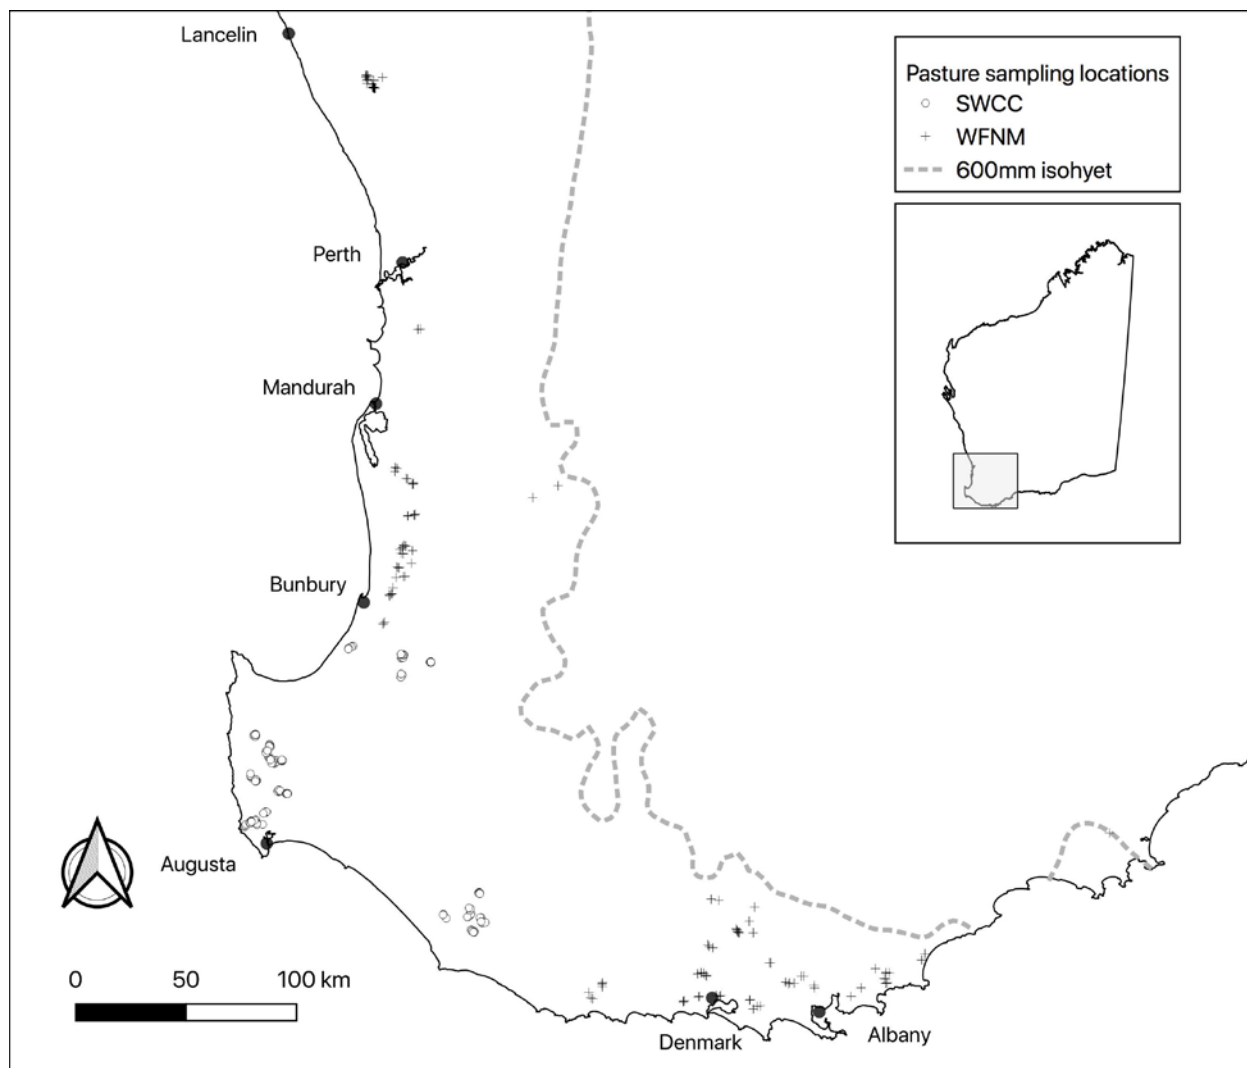 Lancelin
Pasture sampling locations
SWCC
WFNM
600mm isohyet
Perth
Mandurah
Bunbury
Augusta
0 50 100 km
Denmark
Albany